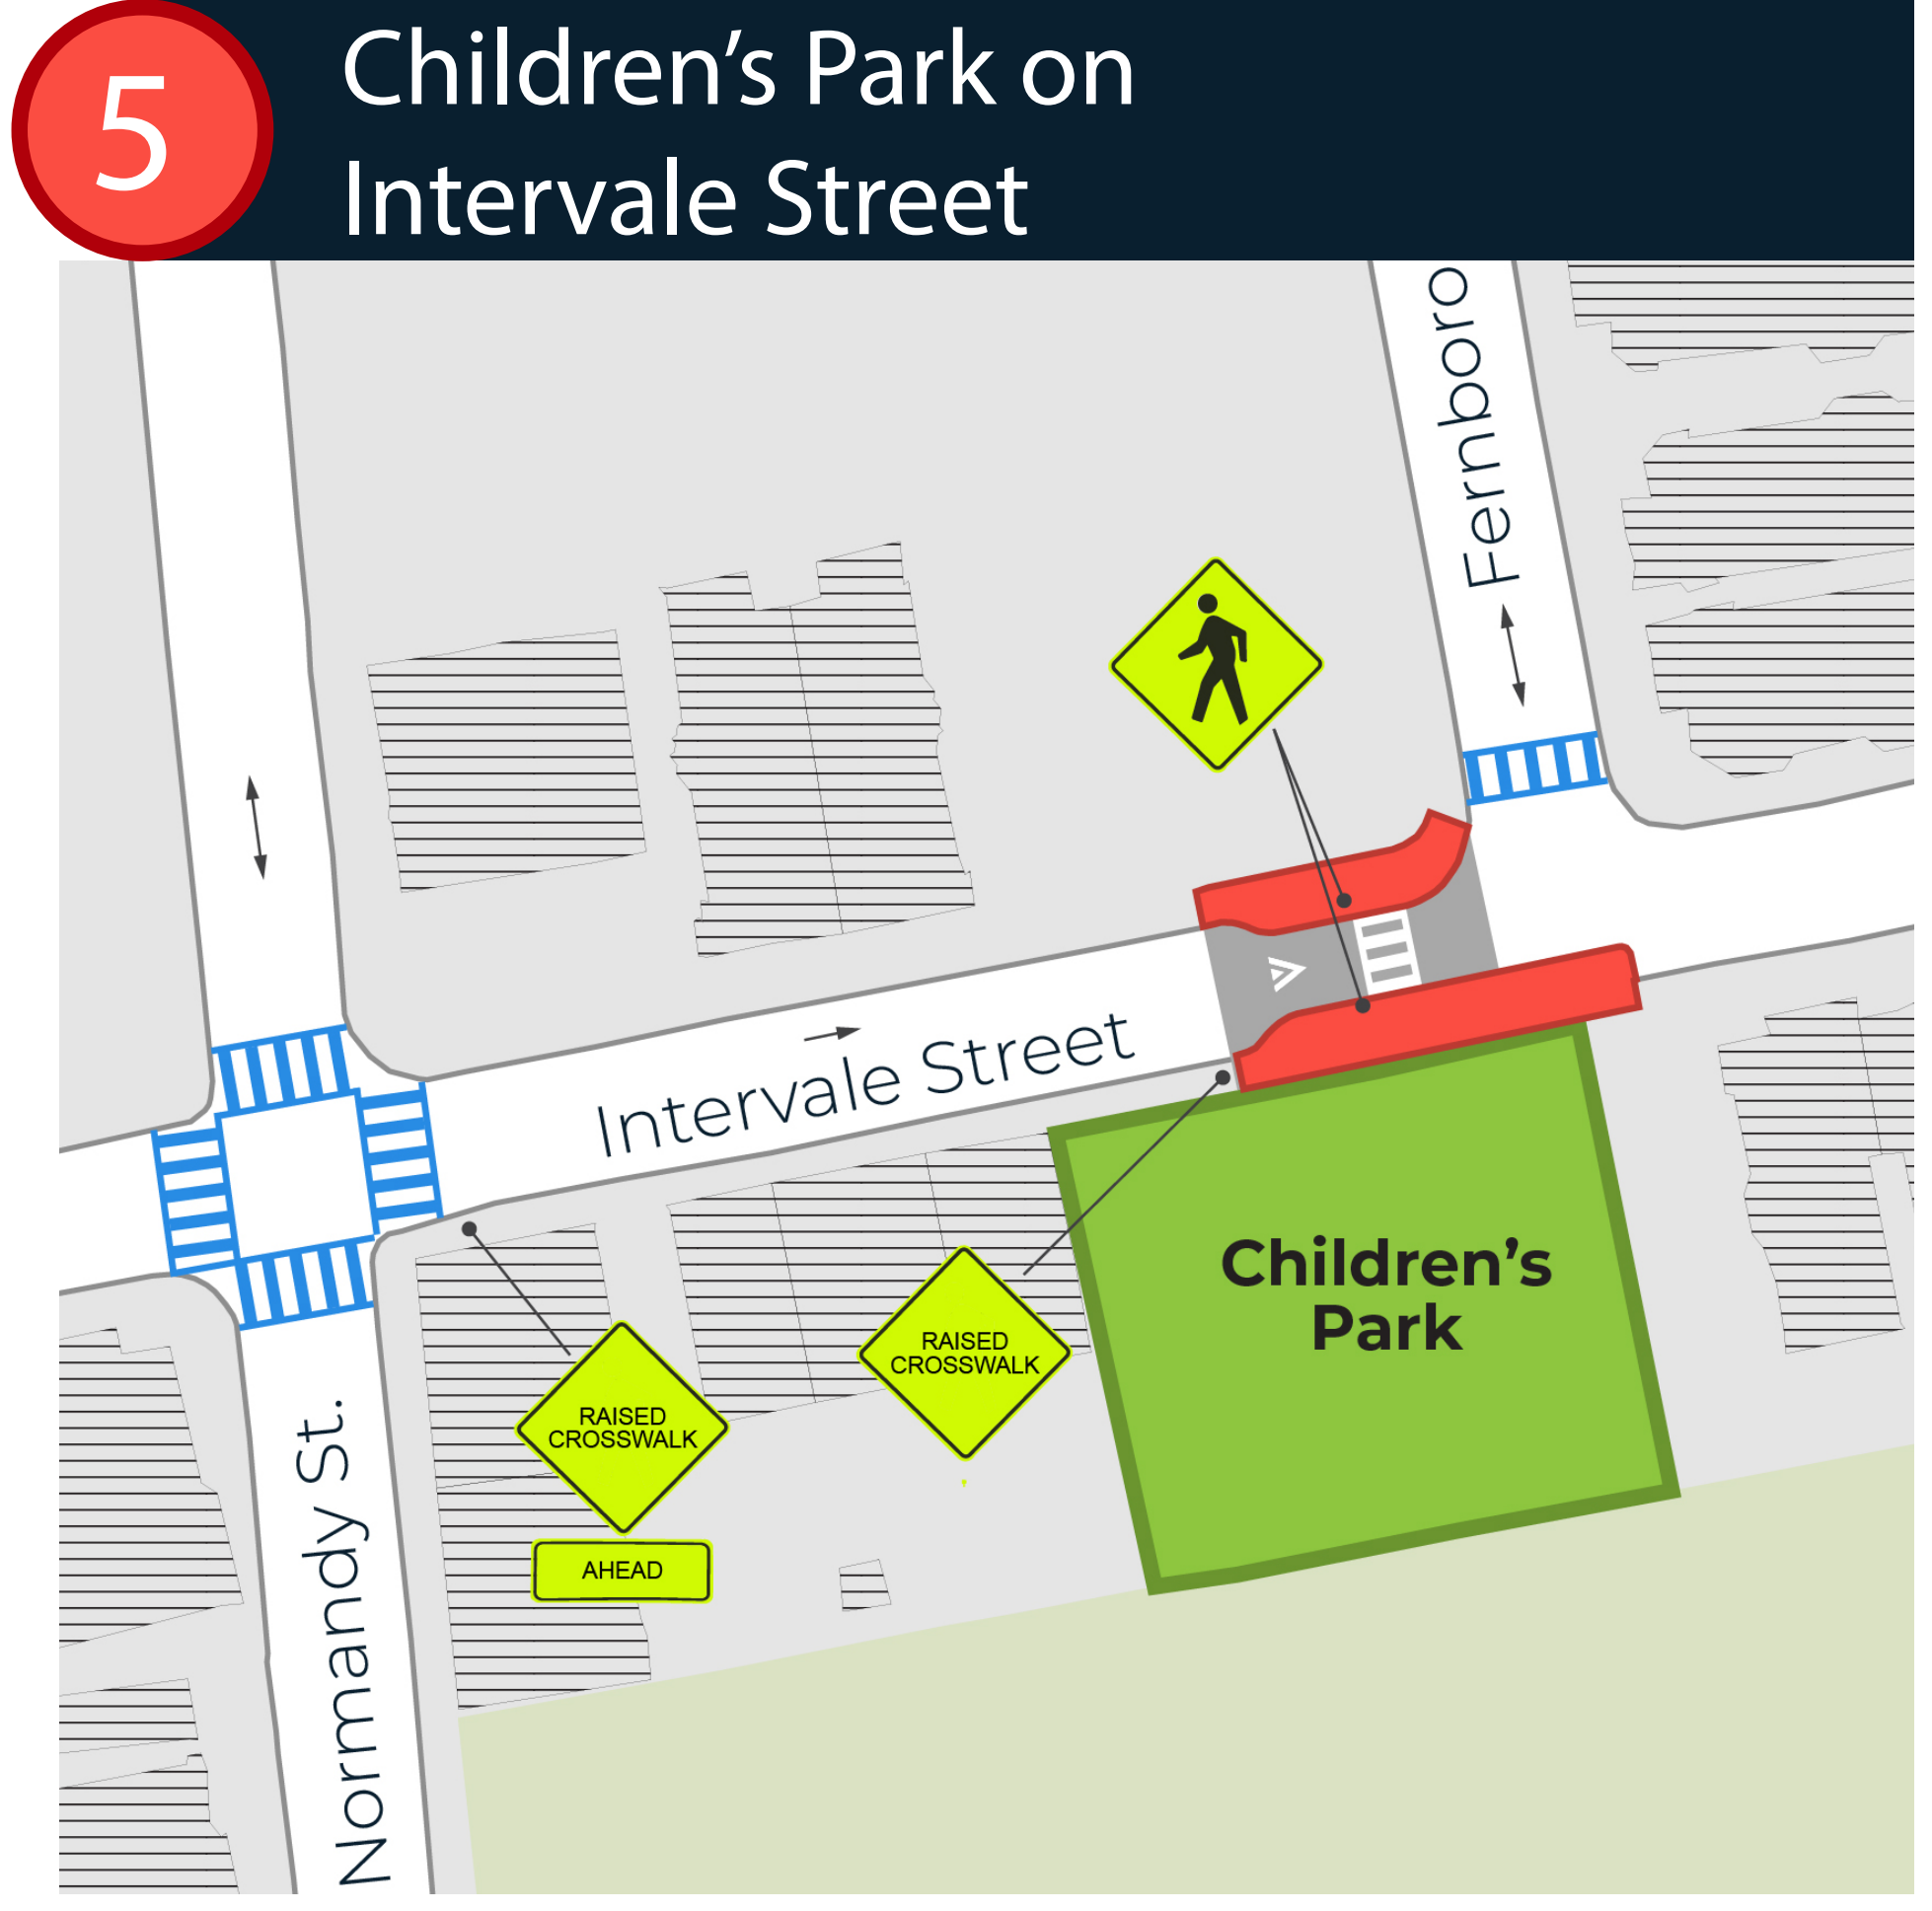 5
Children’s Park on
Intervale Street
Fernboro
Intervale Street
Children’s
Park
RAISED
CROSSWALK
RAISED
CROSSWALK
AHEAD
Normandy St.